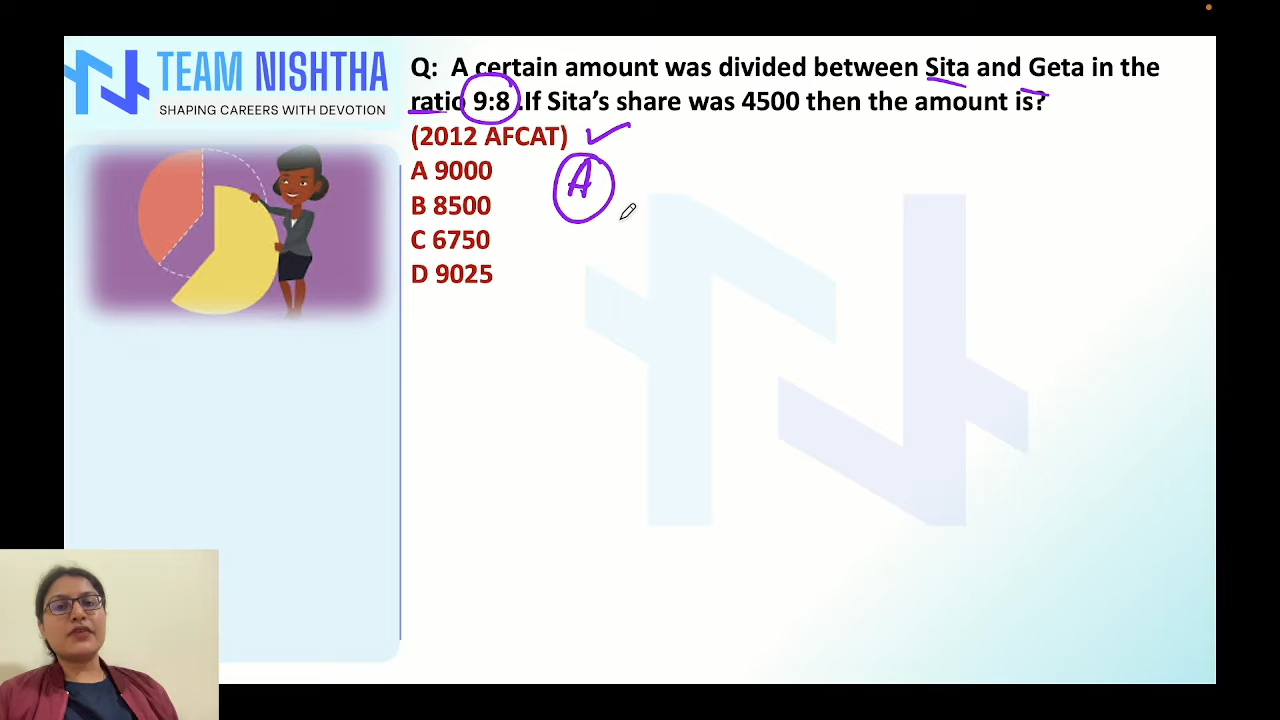 TEAM NISHTHA
SHAPING CAREERS WITH DEVOTION
Q: A certain amount was divided between Sita and Geta in the
ratio 9:8 .If Sita’s share was 4500 then the amount is?
(2012 AFCAT)
A 9000
A
B 8500
C 6750
D 9025